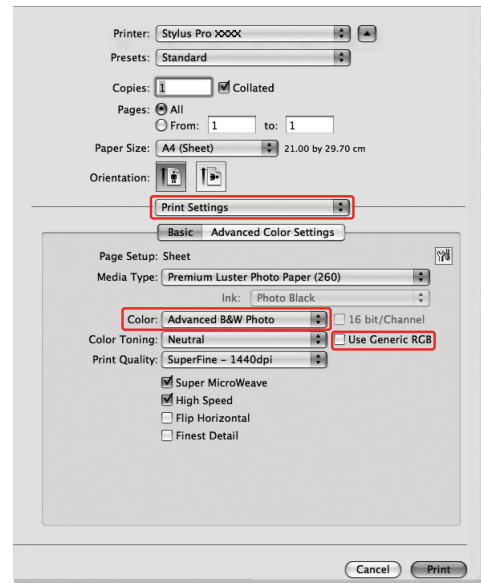 Printer: Stylus Pro XXXX
Presets: Standard
Copies: 1 Collated
Pages: All
From: 1 to: 1
Paper Size: A4 (Sheet) 21.00 by 29.70 cm
Orientation:
Print Settings
Basic Advanced Color Settings
Page Setup: Sheet
Media Type: Premium Luster Photo Paper (260)
Ink: Photo Black
Color: Advanced B&W Photo 16 bit/Channel
Color Toning: Neutral Use Generic RGB
Print Quality: SuperFine – 1440dpi
Super MicroWeave
High Speed
Flip Horizontal
Finest Detail
Cancel Print